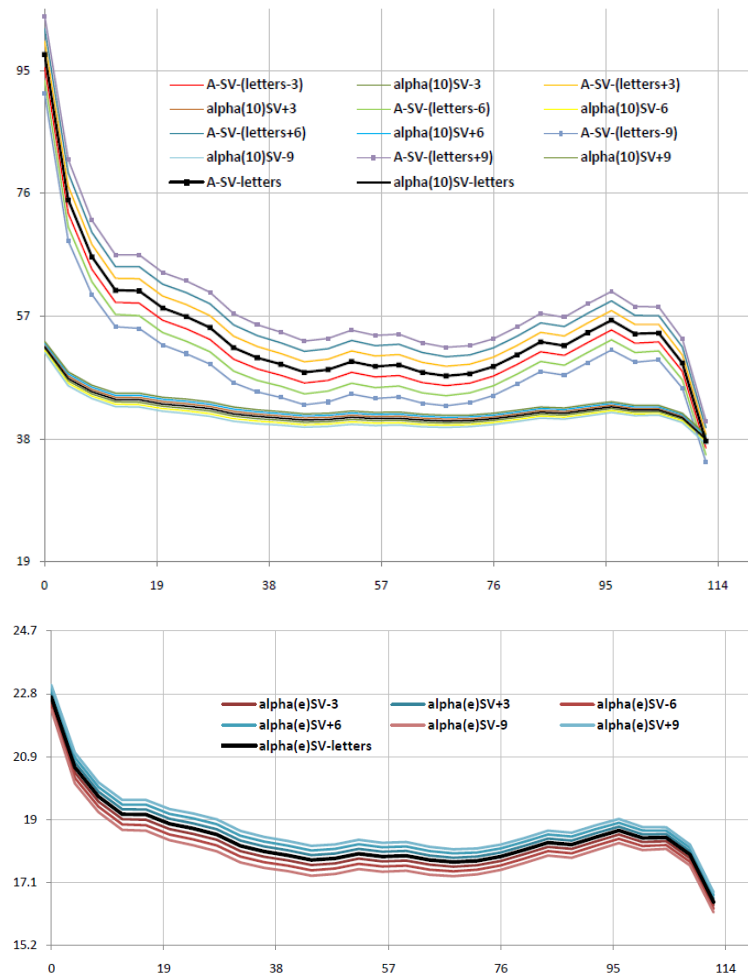 95
A-SV-(letters-3) alpha(10)SV-3 A-SV-(letters+3)
alpha(10)SV+3 A-SV-(letters-6) alpha(10)SV-6
A-SV-(letters+6) alpha(10)SV+6 A-SV-(letters-9)
alpha(10)SV-9 A-SV-(letters+9) alpha(10)SV+9
A-SV-letters alpha(10)SV-letters
76
57
38
19
0 19 38 57 76 95 114
24.7
22.8
alpha(e)SV-3 alpha(e)SV+3 alpha(e)SV-6
alpha(e)SV+6 alpha(e)SV-9 alpha(e)SV+9
alpha(e)SV-letters
20.9
19
17.1
15.2
0 19 38 57 76 95 114